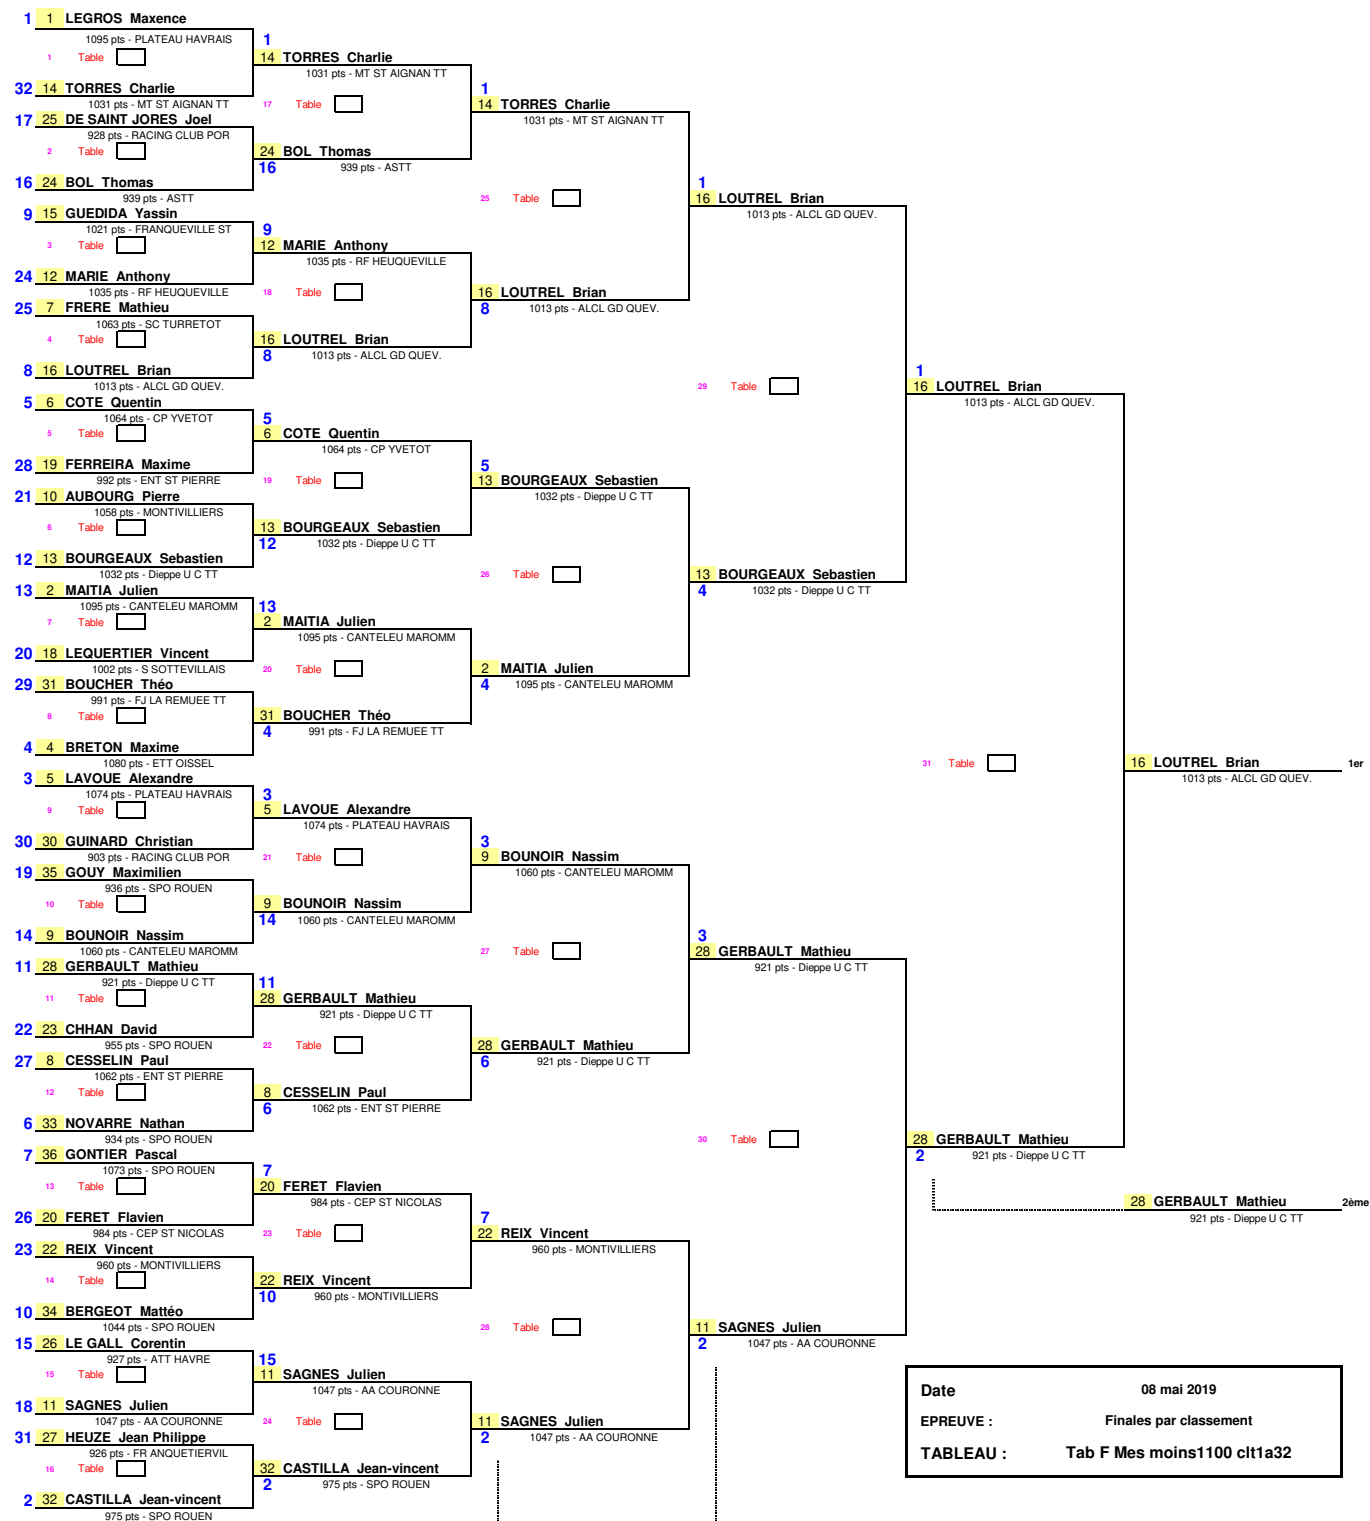 1 1 LEGROS Maxence
1095 pts - PLATEAU HAVRAIS
1 Table
32 14 TORRES Charlie
1031 pts - MT ST AIGNAN TT
17 25 DE SAINT JORES Joel
928 pts - RACING CLUB POR
2 Table
16 24 BOL Thomas
939 pts - ASTT
9 15 GUEDIDA Yassin
1021 pts - FRANQUEVILLE ST
3 Table
24 12 MARIE Anthony
1035 pts - RF HEUQUEVILLE
25 7 FRERE Mathieu
1063 pts - SC TURRETOT
4 Table
8 16 LOUTREL Brian
1013 pts - ALCL GD QUEV.
5 6 COTE Quentin
1064 pts - CP YVETOT
5 Table
28 19 FERREIRA Maxime
992 pts - ENT ST PIERRE
21 10 AUBOURG Pierre
1058 pts - MONTIVILLIERS
6 Table
12 13 BOURGEAUX Sebastien
1032 pts - Dieppe U C TT
13 2 MAITIA Julien
1095 pts - CANTELEU MAROMM
7 Table
20 18 LEQUERTIER Vincent
1002 pts - S SOTTEVILLAIS
29 31 BOUCHER Théo
991 pts - FJ LA REMUEE TT
8 Table
4 4 BRETON Maxime
1080 pts - ETT OISSEL
3 5 LAVOUE Alexandre
1074 pts - PLATEAU HAVRAIS
9 Table
30 30 GUINARD Christian
903 pts - RACING CLUB POR
19 35 GOUY Maximilien
936 pts - SPO ROUEN
10 Table
14 9 BOUNOIR Nassim
1060 pts - CANTELEU MAROMM
11 28 GERBAULT Mathieu
921 pts - Dieppe U C TT
11 Table
22 23 CHHAN David
955 pts - SPO ROUEN
27 8 CESSELIN Paul
1062 pts - ENT ST PIERRE
12 Table
6 33 NOVARRE Nathan
934 pts - SPO ROUEN
7 36 GONTIER Pascal
1073 pts - SPO ROUEN
13 Table
26 20 FERET Flavien
984 pts - CEP ST NICOLAS
23 22 REIX Vincent
960 pts - MONTIVILLIERS
14 Table
10 34 BERGEOT Mattéo
1044 pts - SPO ROUEN
15 26 LE GALL Corentin
927 pts - ATT HAVRE
15 Table
18 11 SAGNES Julien
1047 pts - AA COURONNE
31 27 HEUZE Jean Philippe
926 pts - FR ANQUETIERVIL
16 Table
2 32 CASTILLA Jean-vincent
975 pts - SPO ROUEN
1
14 TORRES Charlie
1031 pts - MT ST AIGNAN TT
17 Table
24 BOL Thomas
16 939 pts - ASTT
9
12 MARIE Anthony
1035 pts - RF HEUQUEVILLE
18 Table
16 LOUTREL Brian
8 1013 pts - ALCL GD QUEV.
5
6 COTE Quentin
1064 pts - CP YVETOT
19 Table
13 BOURGEAUX Sebastien
12 1032 pts - Dieppe U C TT
13
2 MAITIA Julien
1095 pts - CANTELEU MAROMM
20 Table
31 BOUCHER Théo
4 991 pts - FJ LA REMUEE TT
3
5 LAVOUE Alexandre
1074 pts - PLATEAU HAVRAIS
21 Table
9 BOUNOIR Nassim
14 1060 pts - CANTELEU MAROMM
11
28 GERBAULT Mathieu
921 pts - Dieppe U C TT
22 Table
8 CESSELIN Paul
6 1062 pts - ENT ST PIERRE
7
20 FERET Flavien
984 pts - CEP ST NICOLAS
23 Table
22 REIX Vincent
10 960 pts - MONTIVILLIERS
15
11 SAGNES Julien
1047 pts - AA COURONNE
24 Table
32 CASTILLA Jean-vincent
2 975 pts - SPO ROUEN
1
14 TORRES Charlie
1031 pts - MT ST AIGNAN TT
25 Table
16 LOUTREL Brian
8 1013 pts - ALCL GD QUEV.
5
13 BOURGEAUX Sebastien
1032 pts - Dieppe U C TT
26 Table
2 MAITIA Julien
4 1095 pts - CANTELEU MAROMM
3
9 BOUNOIR Nassim
1060 pts - CANTELEU MAROMM
27 Table
28 GERBAULT Mathieu
6 921 pts - Dieppe U C TT
7
22 REIX Vincent
960 pts - MONTIVILLIERS
28 Table
11 SAGNES Julien
2 1047 pts - AA COURONNE
1
16 LOUTREL Brian
1013 pts - ALCL GD QUEV.
29 Table
13 BOURGEAUX Sebastien
4 1032 pts - Dieppe U C TT
3
28 GERBAULT Mathieu
921 pts - Dieppe U C TT
30 Table
11 SAGNES Julien
2 1047 pts - AA COURONNE
1
16 LOUTREL Brian
1013 pts - ALCL GD QUEV.
31 Table
28 GERBAULT Mathieu
2 921 pts - Dieppe U C TT
16 LOUTREL Brian 1er
1013 pts - ALCL GD QUEV.
28 GERBAULT Mathieu 2ème
921 pts - Dieppe U C TT
Date 08 mai 2019
EPREUVE : Finales par classement
TABLEAU : Tab F Mes moins1100 clt1a32